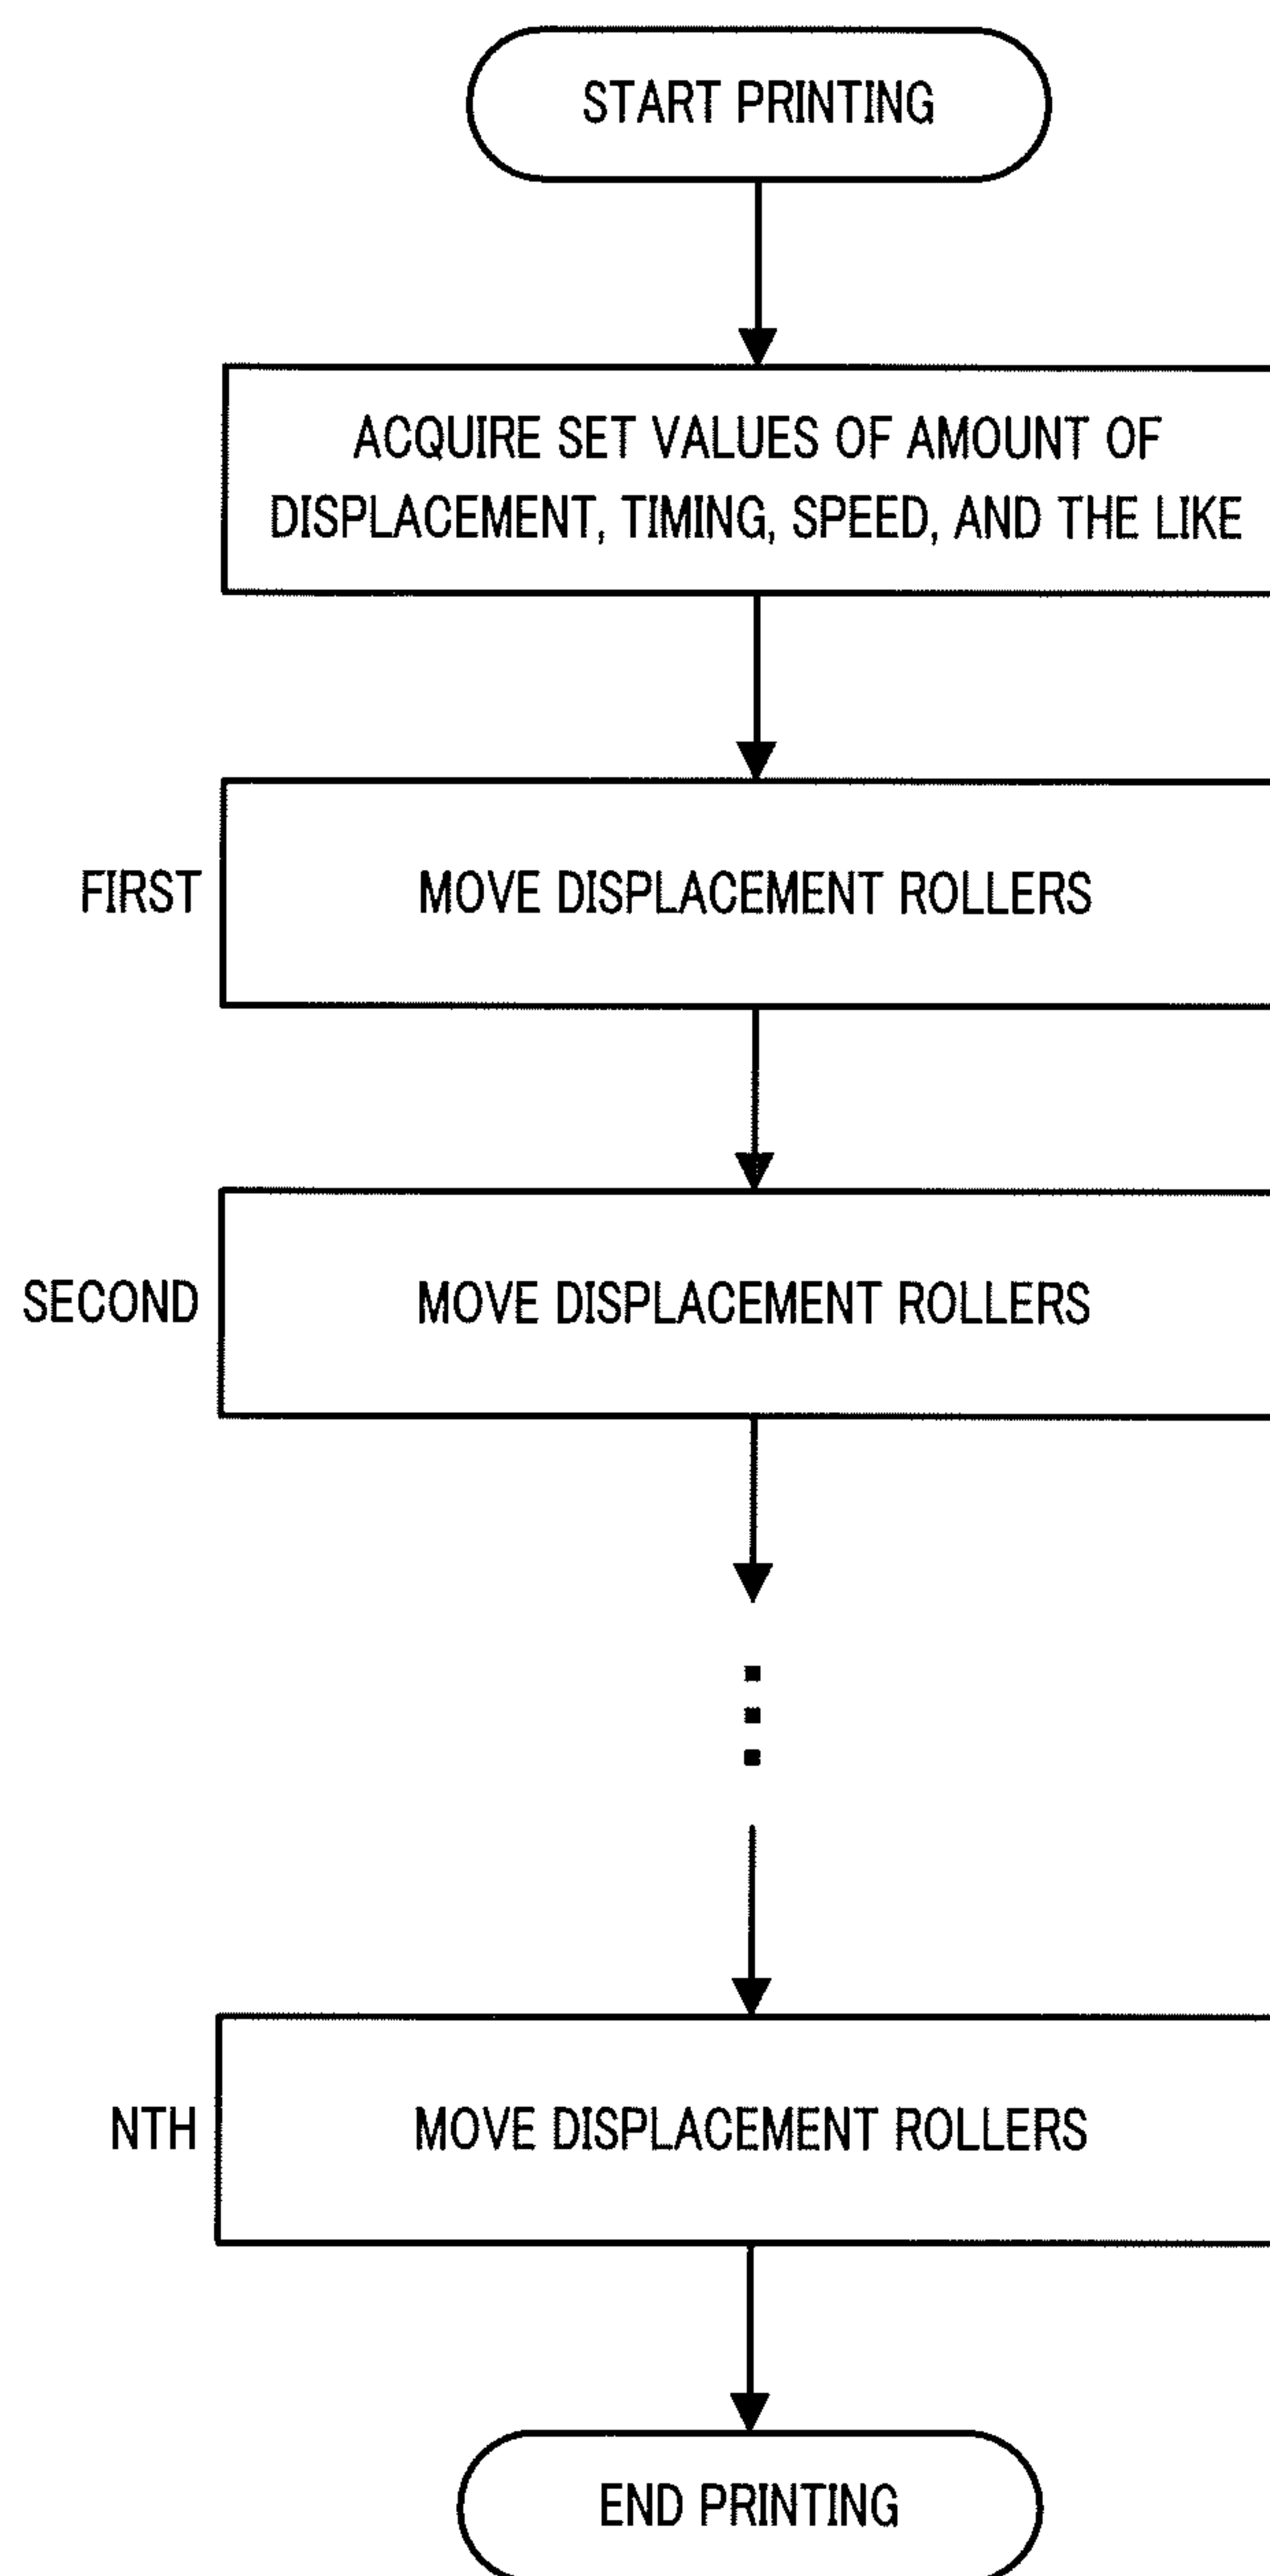 START PRINTING
ACQUIRE SET VALUES OF AMOUNT OF
DISPLACEMENT, TIMING, SPEED, AND THE LIKE
FIRST
MOVE DISPLACEMENT ROLLERS
SECOND
MOVE DISPLACEMENT ROLLERS
NTH
MOVE DISPLACEMENT ROLLERS
END PRINTING